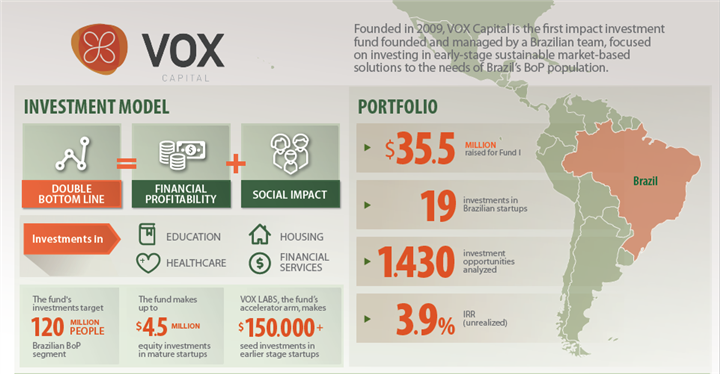 VOX
CAPITAL
Founded in 2009, VOX Capital is the first impact investment
fund founded and managed by a Brazilian team, focused
on investing in early-stage sustainable market-based
solutions to the needs of Brazil's BoP population.
INVESTMENT MODEL
DOUBLE
BOTTOM LINE
=
FINANCIAL
PROFITABILITY
+
SOCIAL IMPACT
Investments in
EDUCATION
HOUSING
HEALTHCARE
FINANCIAL
SERVICES
The fund's
investments target
120 MILLION
PEOPLE
Brazilian BoP
segment
The fund makes
up to
$4.5 MILLION
equity investments
in mature startups
VOX LABS, the fund's
accelerator arm, makes
$150.000+
seed investments in
earlier stage startups
PORTFOLIO
$35.5 MILLION
raised for Fund I
19 investments in
Brazilian startups
1.430 investment
opportunities
analyzed
3.9% IRR
(unrealized)
Brazil